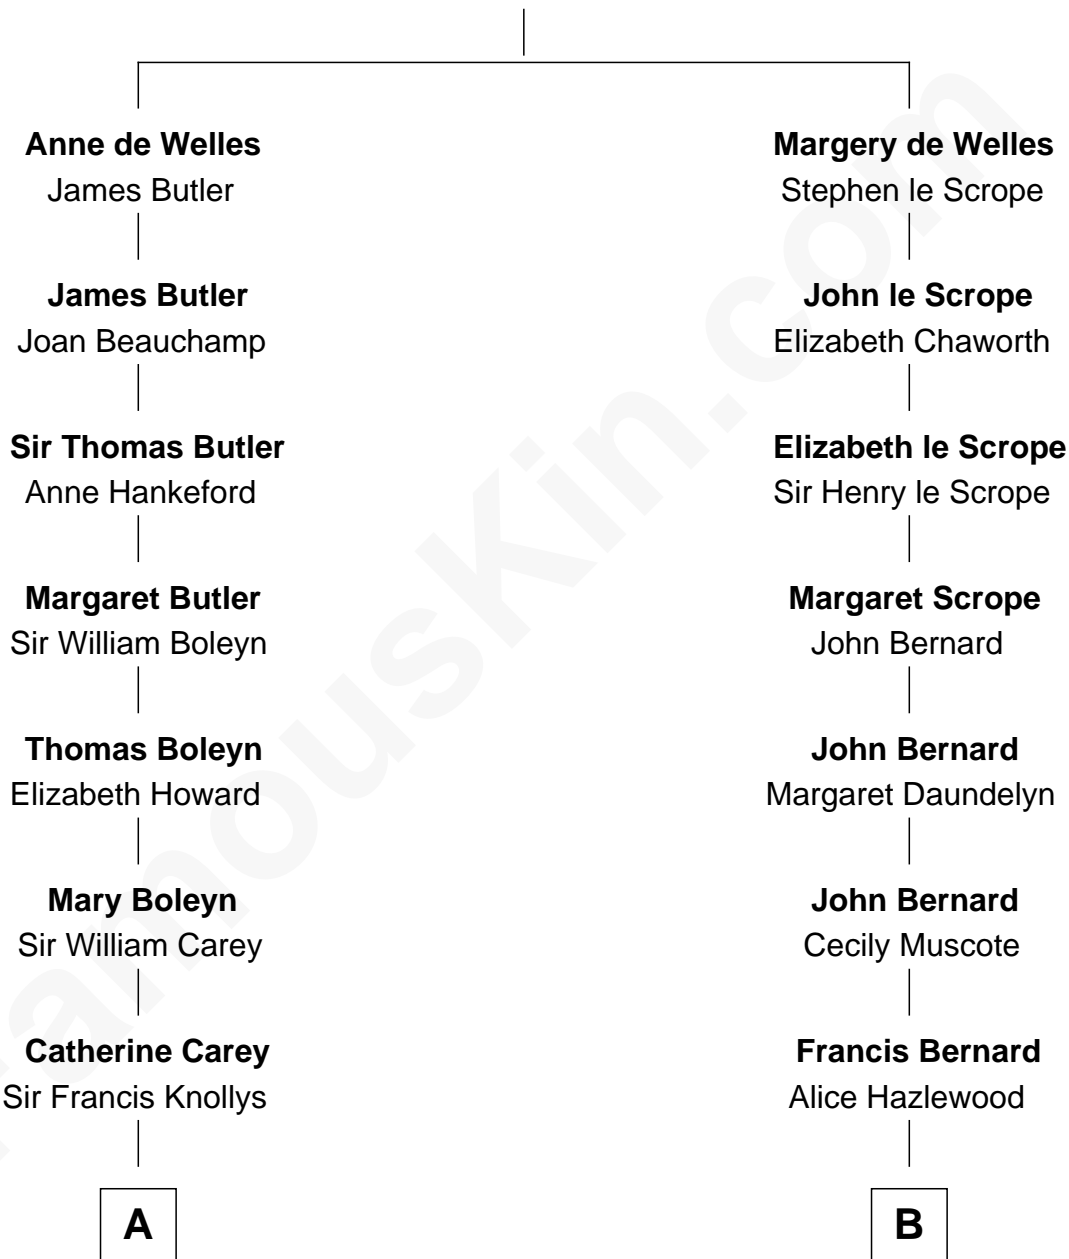 Anne de Welles
James Butler
James Butler
Joan Beauchamp
Sir Thomas Butler
Anne Hankeford
Margaret Butler
Sir William Boleyn
Thomas Boleyn
Elizabeth Howard
Mary Boleyn
Sir William Carey
Catherine Carey
Sir Francis Knollys
A
Margery de Welles
Stephen le Scrope
John le Scrope
Elizabeth Chaworth
Elizabeth le Scrope
Sir Henry le Scrope
Margaret Scrope
John Bernard
John Bernard
Margaret Daundelyn
John Bernard
Cecily Muscote
Francis Bernard
Alice Hazlewood
B
FamousKin.com